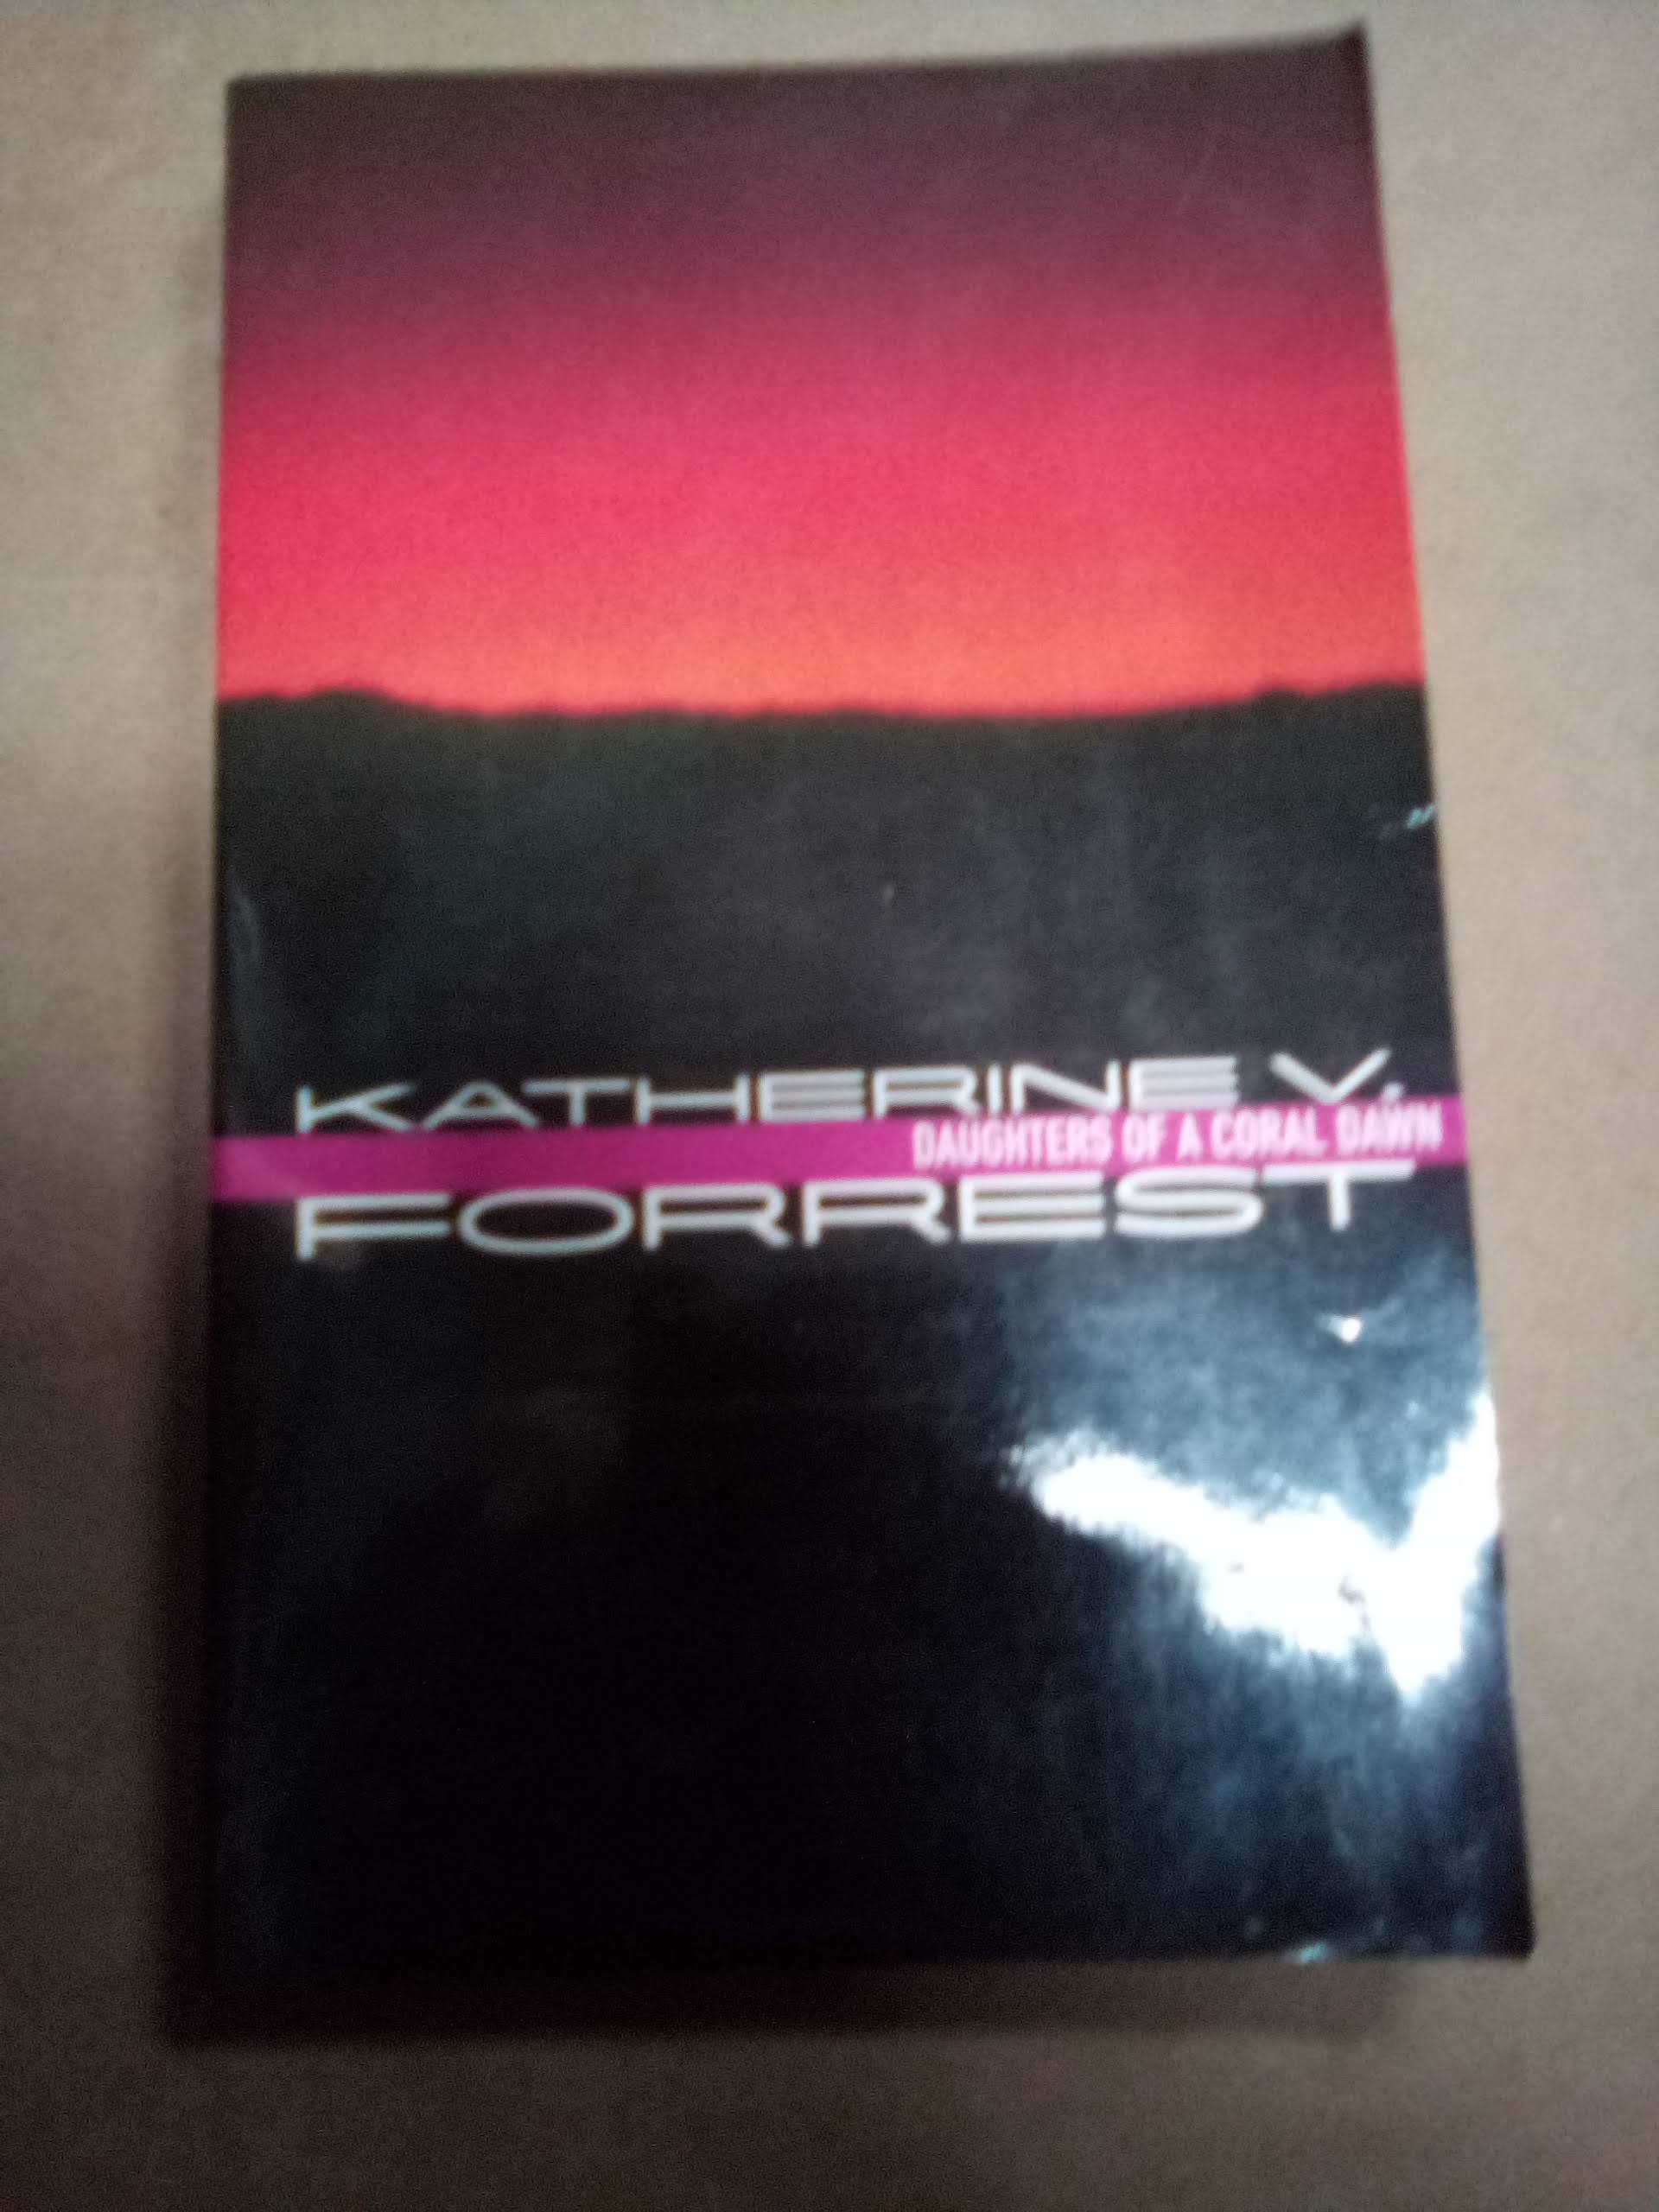 KATHERINE V.
DAUGHTERS OF A CORAL DAWN
FORREST